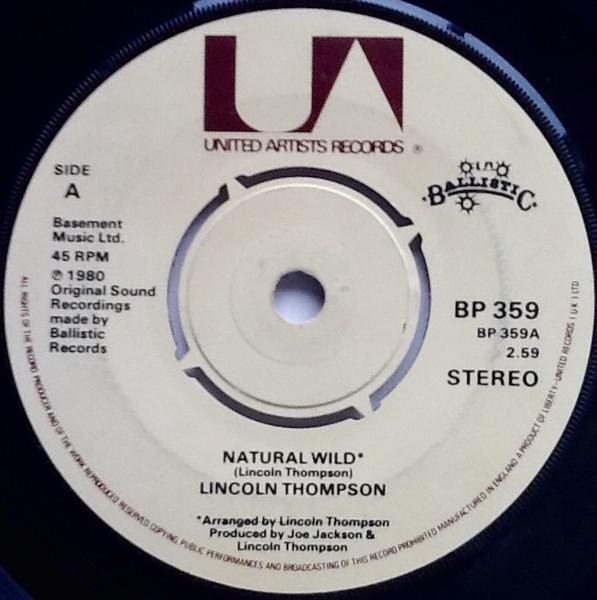 UA
UNITED ARTISTS RECORDS ®
SIDE
A
UA
BALLISTIC
Basement
Music Ltd.
45 RPM
℗ 1980
Original Sound
Recordings
made by
Ballistic
Records
BP 359
BP 359A
2.59
STEREO
NATURAL WILD*
(Lincoln Thompson)
LINCOLN THOMPSON
*Arranged by Lincoln Thompson
Produced by Joe Jackson &
Lincoln Thompson
ALL RIGHTS OF THE RECORD PRODUCER AND OF THE WORK REPRODUCED RESERVED COPYING, PUBLIC PERFORMANCES AND BROADCASTING OF THIS RECORD PROHIBITED MANUFACTURED IN ENGLAND A PRODUCT OF LIBERTY-UNITED RECORDS (UK) LTD